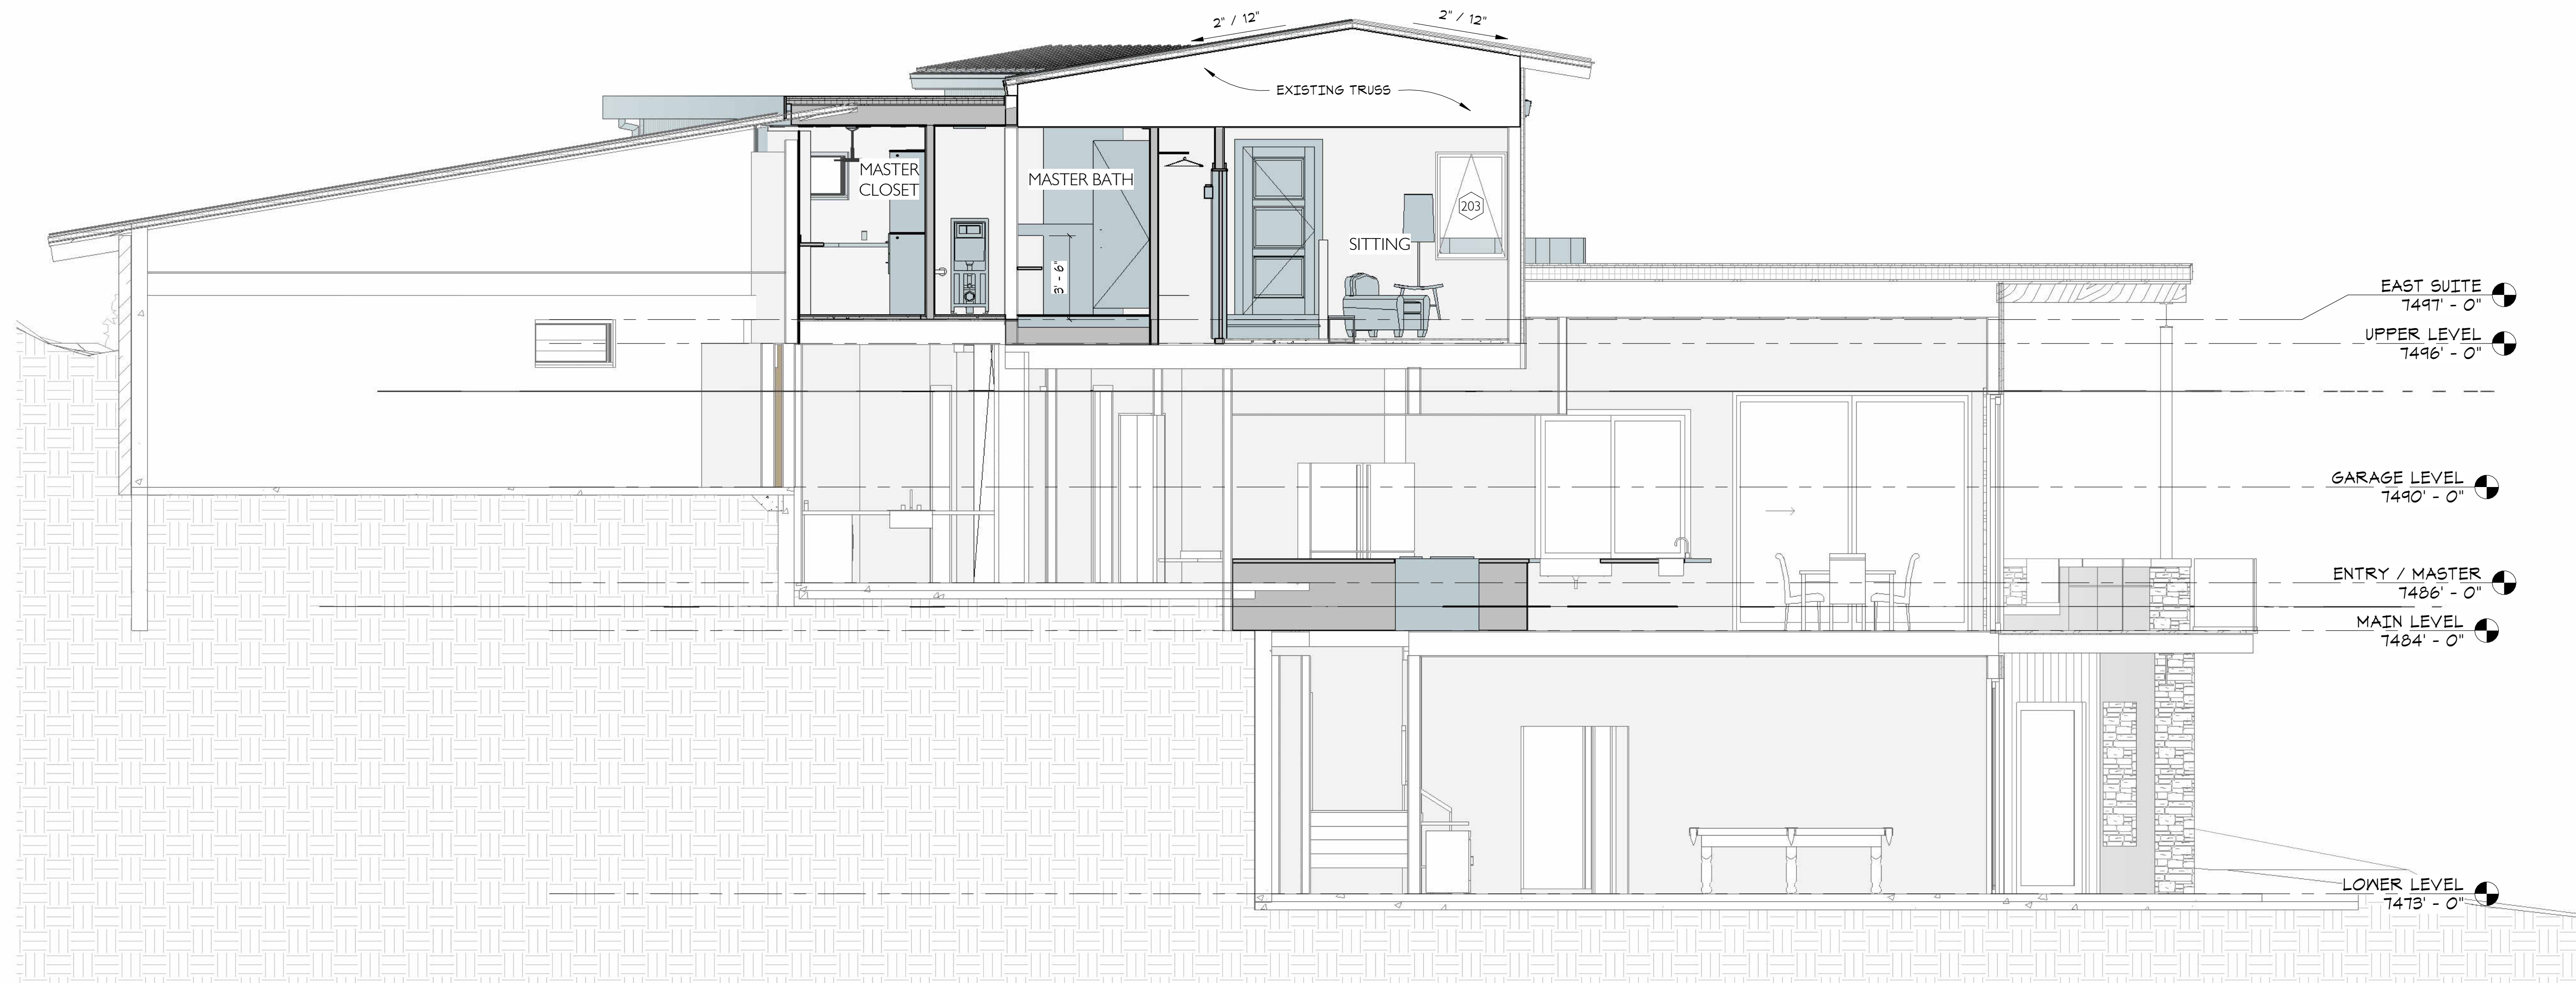 2" / 12"
2" / 12"
EXISTING TRUSS
MASTER
CLOSET
MASTER BATH
203
SITTING
3' - 6"
EAST SUITE
7497' - 0"
UPPER LEVEL
7496' - 0"
GARAGE LEVEL
7490' - 0"
ENTRY / MASTER
7486' - 0"
MAIN LEVEL
7484' - 0"
LOWER LEVEL
7473' - 0"